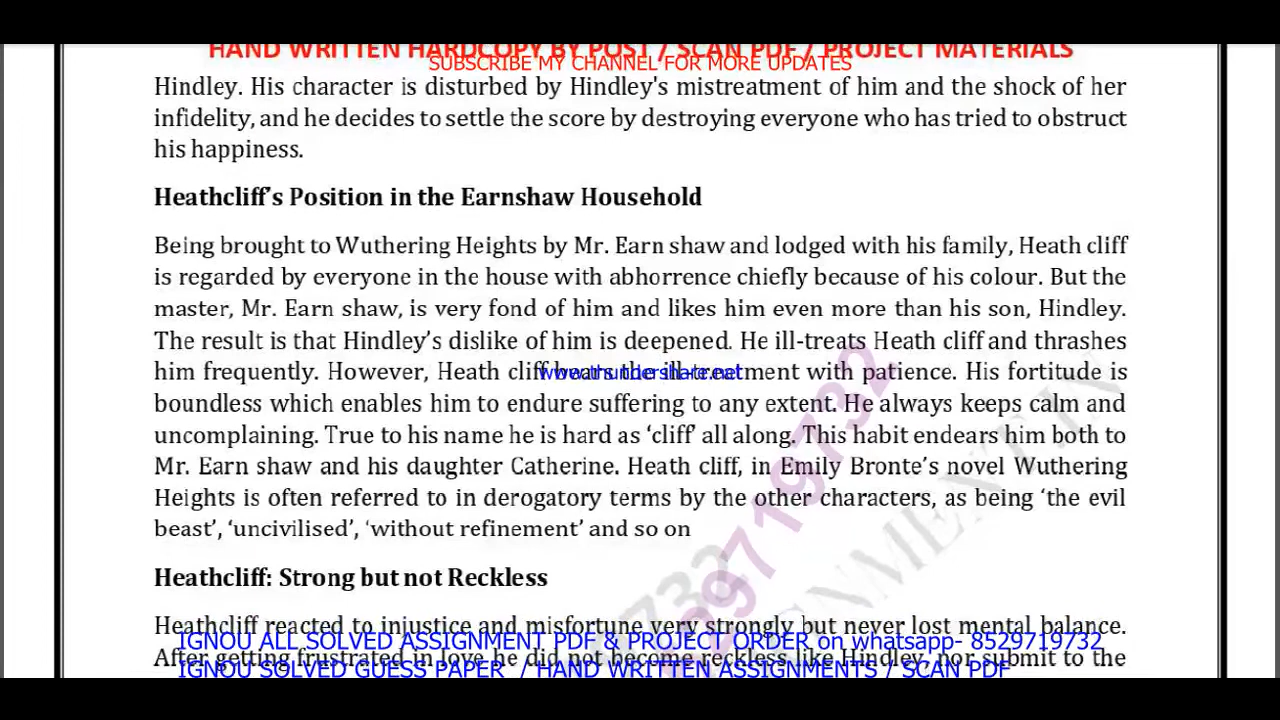 HAND WRITTEN HARDCOPY BY POST / SCAN PDF / PROJECT MATERIALS
SUBSCRIBE MY CHANNEL FOR MORE UPDATES
Hindley. His character is disturbed by Hindley's mistreatment of him and the shock of her
infidelity, and he decides to settle the score by destroying everyone who has tried to obstruct
his happiness.
Heathcliff's Position in the Earnshaw Household
Being brought to Wuthering Heights by Mr. Earn shaw and lodged with his family, Heath cliff
is regarded by everyone in the house with abhorrence chiefly because of his colour. But the
master, Mr. Earn shaw, is very fond of him and likes him even more than his son, Hindley.
The result is that Hindley's dislike of him is deepened. He ill-treats Heath cliff and thrashes
him frequently. However, Heath cliff bears the ill-treatment with patience. His fortitude is
www.thundershare.net
boundless which enables him to endure suffering to any extent. He always keeps calm and
uncomplaining. True to his name he is hard as ‘cliff’ all along. This habit endears him both to
Mr. Earn shaw and his daughter Catherine. Heath cliff, in Emily Bronte’s novel Wuthering
Heights is often referred to in derogatory terms by the other characters, as being ‘the evil
beast’, ‘uncivilised’, ‘without refinement’ and so on
Heathcliff: Strong but not Reckless
Heathcliff reacted to injustice and misfortune very strongly but never lost mental balance.
IGNOU ALL SOLVED ASSIGNMENT PDF & PROJECT ORDER on whatsapp- 8529719732
After getting frustrated in love he did not become reckless like Hindley, nor submit to the
IGNOU SOLVED GUESS PAPER / HAND WRITTEN ASSIGNMENTS / SCAN PDF